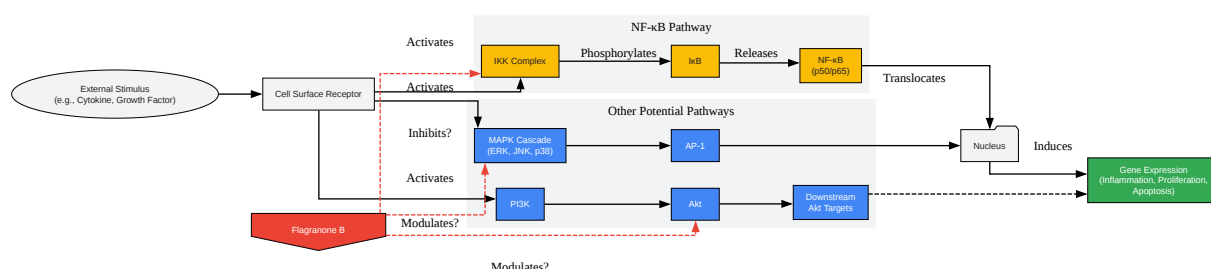 NF-κB Pathway
Activates
IKK Complex
Phosphorylates
IκB
Releases
NF-κB
(p50/p65)
Translocates
External Stimulus
(e.g., Cytokine, Growth Factor)
Cell Surface Receptor
Activates
Other Potential Pathways
Inhibits?
MAPK Cascade
(ERK, JNK, p38)
AP-1
Nucleus
Induces
Gene Expression
(Inflammation, Proliferation,
Apoptosis)
Activates
PI3K
Akt
Downstream
Akt Targets
Flagranone B
Modulates?
Modulates?